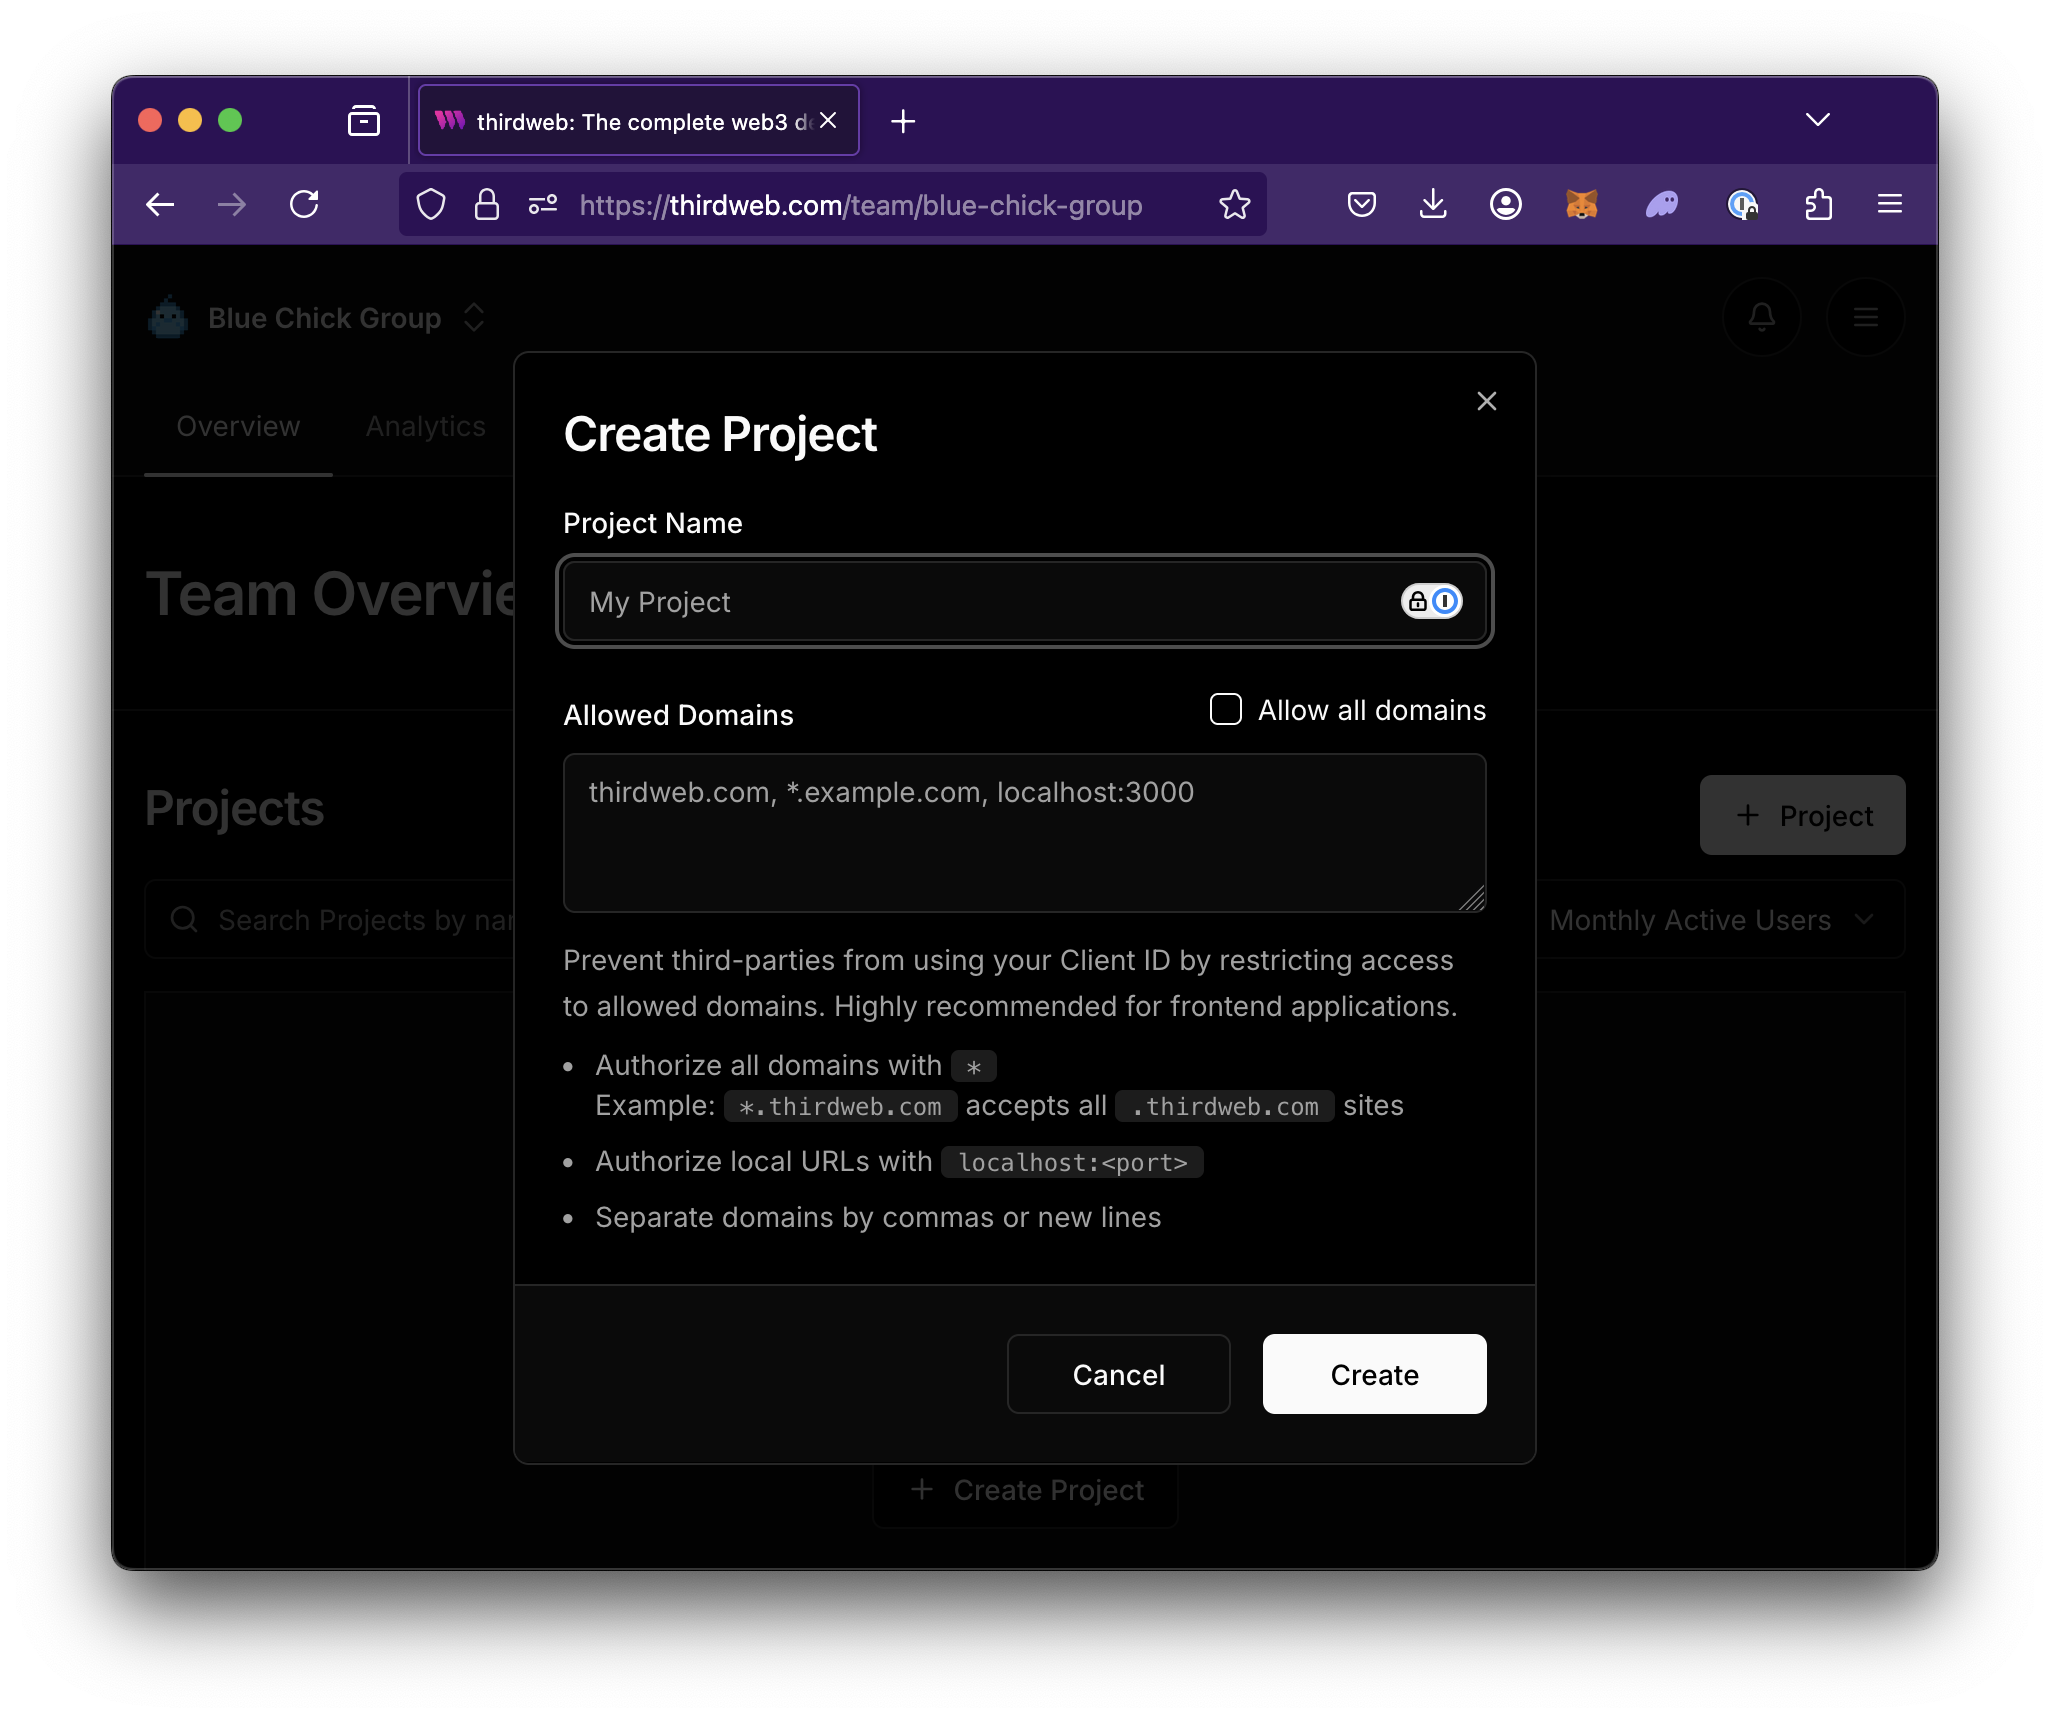 thirdweb: The complete web3 de
https://thirdweb.com/team/blue-chick-group
Blue Chick Group
Overview
Analytics
Team Overvie
Projects
+ Project
Search Projects by nar
Monthly Active Users
Create Project
Project Name
My Project
Allowed Domains
Allow all domains
thirdweb.com, *.example.com, localhost:3000
Prevent third-parties from using your Client ID by restricting access
to allowed domains. Highly recommended for frontend applications.
• Authorize all domains with *
Example: *.thirdweb.com accepts all .thirdweb.com sites
• Authorize local URLs with localhost:<port>
• Separate domains by commas or new lines
Cancel
Create
+ Create Project